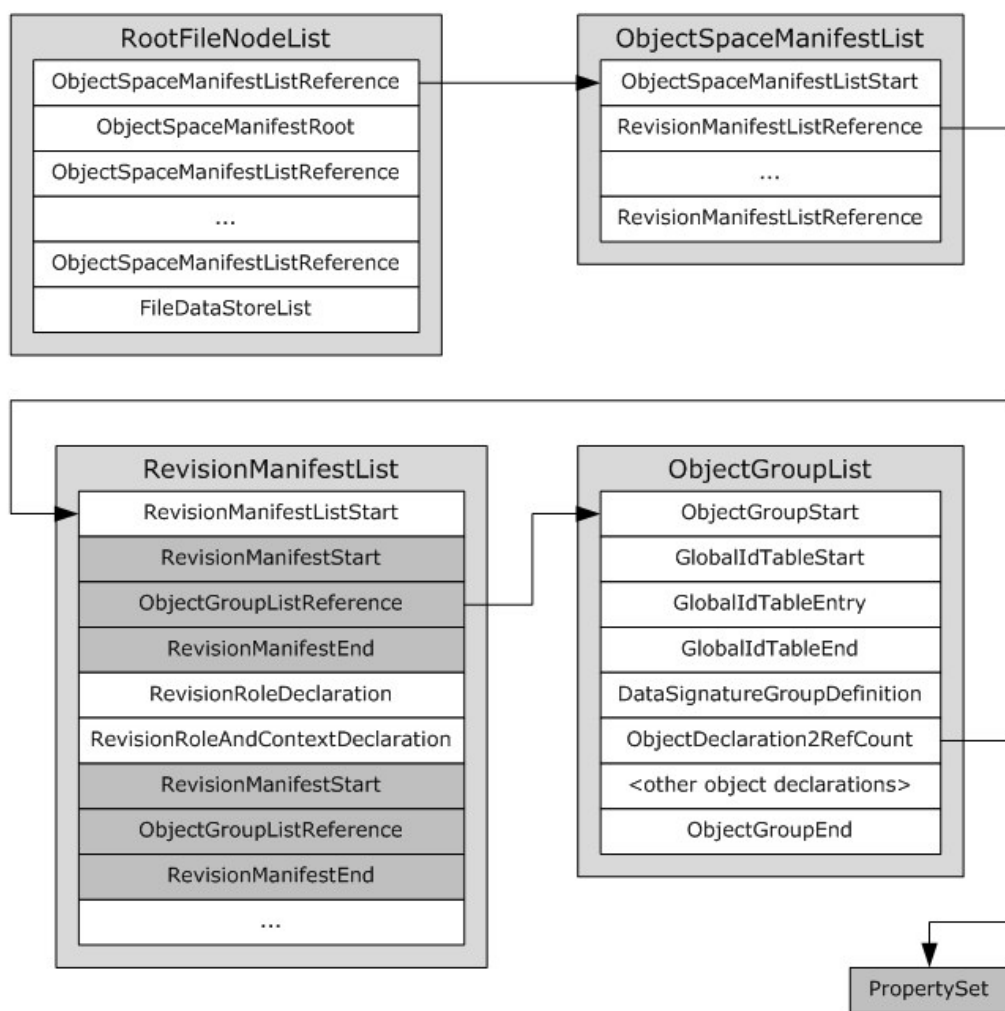 RootFileNodeList
ObjectSpaceManifestListReference
ObjectSpaceManifestRoot
ObjectSpaceManifestListReference
...
ObjectSpaceManifestListReference
FileDataStoreList
ObjectSpaceManifestList
ObjectSpaceManifestListStart
RevisionManifestListReference
...
RevisionManifestListReference
RevisionManifestList
RevisionManifestListStart
RevisionManifestStart
ObjectGroupListReference
RevisionManifestEnd
RevisionRoleDeclaration
RevisionRoleAndContextDeclaration
RevisionManifestStart
ObjectGroupListReference
RevisionManifestEnd
...
ObjectGroupList
ObjectGroupStart
GlobalIdTableStart
GlobalIdTableEntry
GlobalIdTableEnd
DataSignatureGroupDefinition
ObjectDeclaration2RefCount
<other object declarations>
ObjectGroupEnd
PropertySet